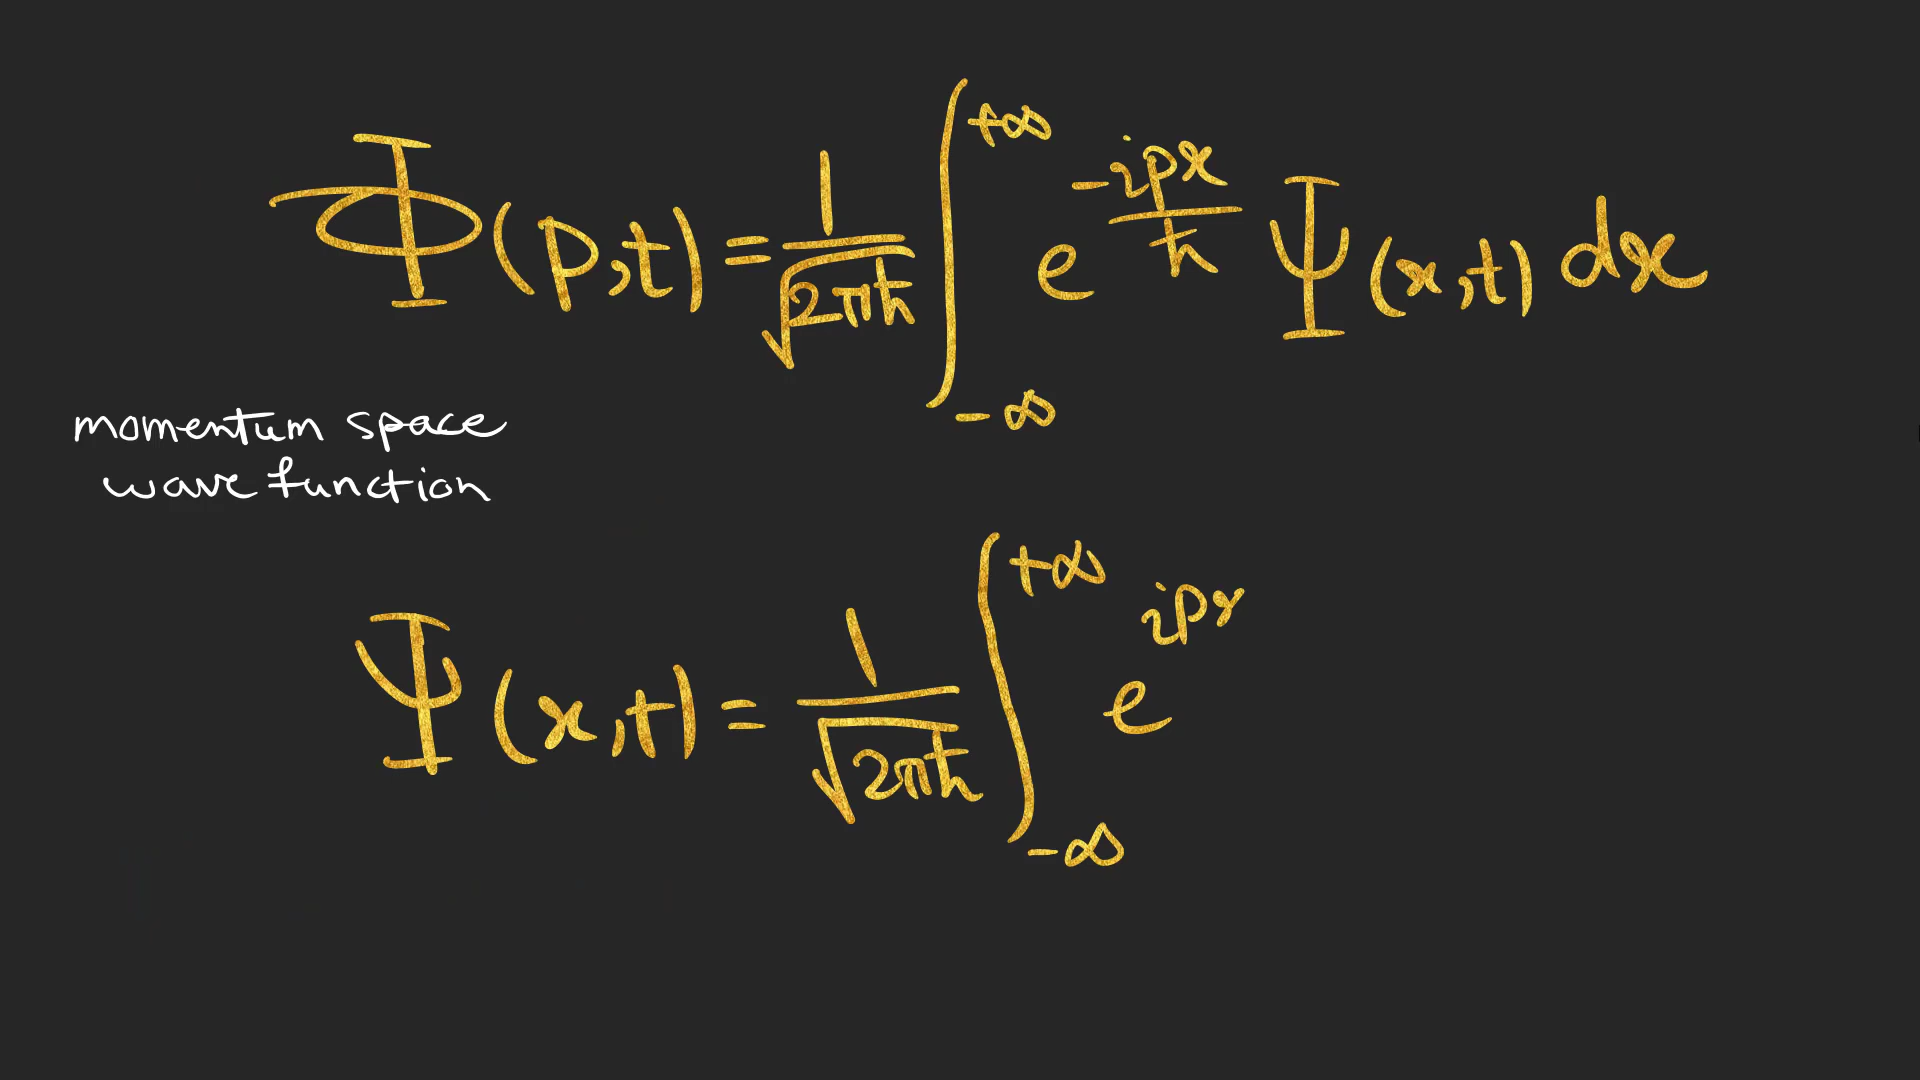 Φ(p,t) = 1/√2πħ ∫_{-∞}^{+∞} e^{-ipx/ħ} Ψ(x,t) dx
momentum space
wave function
Ψ(x,t) = 1/√2πħ ∫_{-∞}^{+∞} e^{ipx}